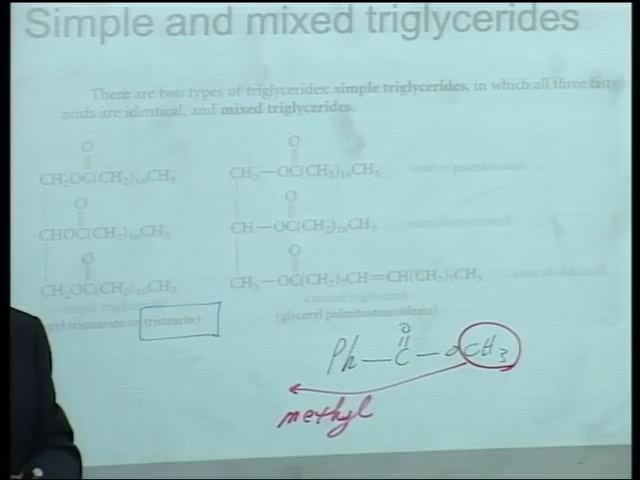 Simple and mixed triglycerides
There are two types of triglycerides: simple triglycerides, in which all three fatty
acids are identical, and mixed triglycerides.
O
CH₂OC(CH₂)₁₆CH₃
O
CHOC(CH₂)₁₆CH₃
O
CH₂OC(CH₂)₁₆CH₃
tristearin)
O
CH₂—OC(CH₂)₁₄CH₃
O
CH—OC(CH₂)₁₆CH₃
O
CH₂—OC(CH₂)₇CH=CH(CH₂)₇CH₃
(glyceryl palmitostearoleate)
O
Ph—C—OCH₃
methyl